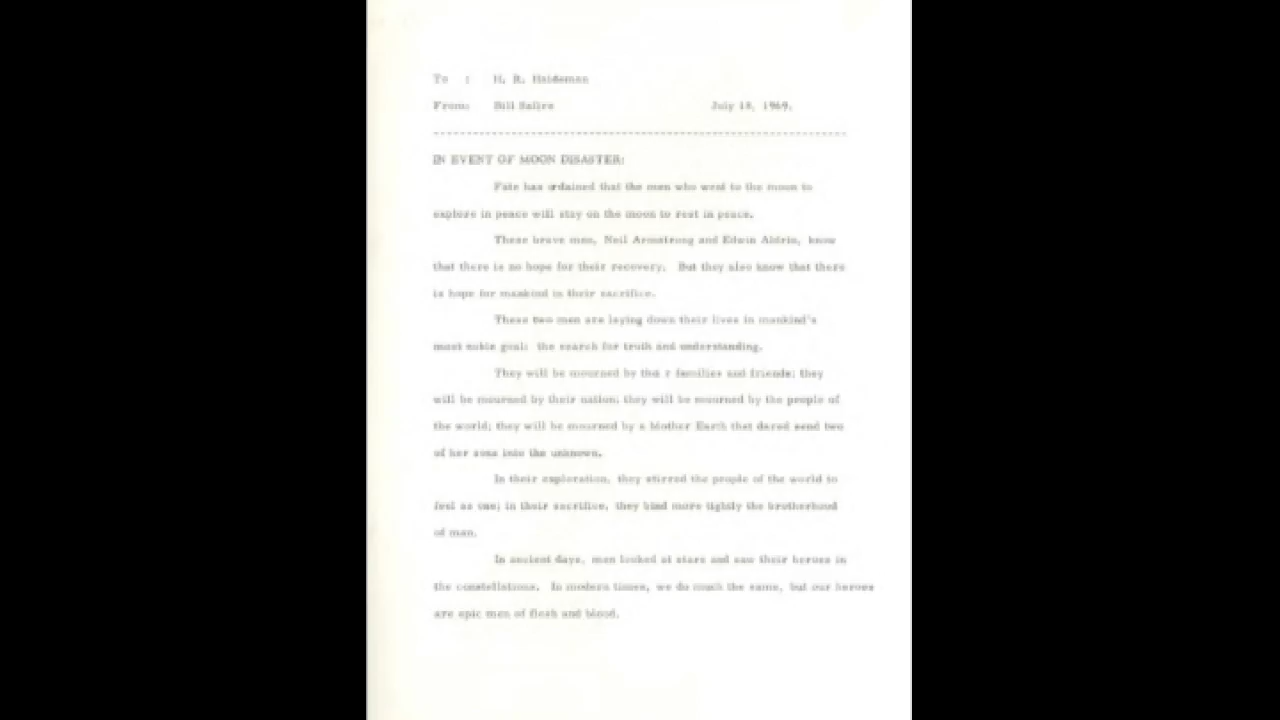 To : H. R. Haldeman
From: Bill Safire July 18, 1969.
IN EVENT OF MOON DISASTER:
Fate has ordained that the men who went to the moon to
explore in peace will stay on the moon to rest in peace.
These brave men, Neil Armstrong and Edwin Aldrin, know
that there is no hope for their recovery. But they also know that there
is hope for mankind in their sacrifice.
These two men are laying down their lives in mankind's
most noble goal: the search for truth and understanding.
They will be mourned by thei r families and friends; they
will be mourned by their nation; they will be mourned by the people of
the world; they will be mourned by a Mother Earth that dared send two
of her sons into the unknown.
In their exploration, they stirred the people of the world to
feel as one; in their sacrifice, they bind more tightly the brotherhood
of man.
In ancient days, men looked at stars and saw their heroes in
the constellations. In modern times, we do much the same, but our heroes
are epic men of flesh and blood.